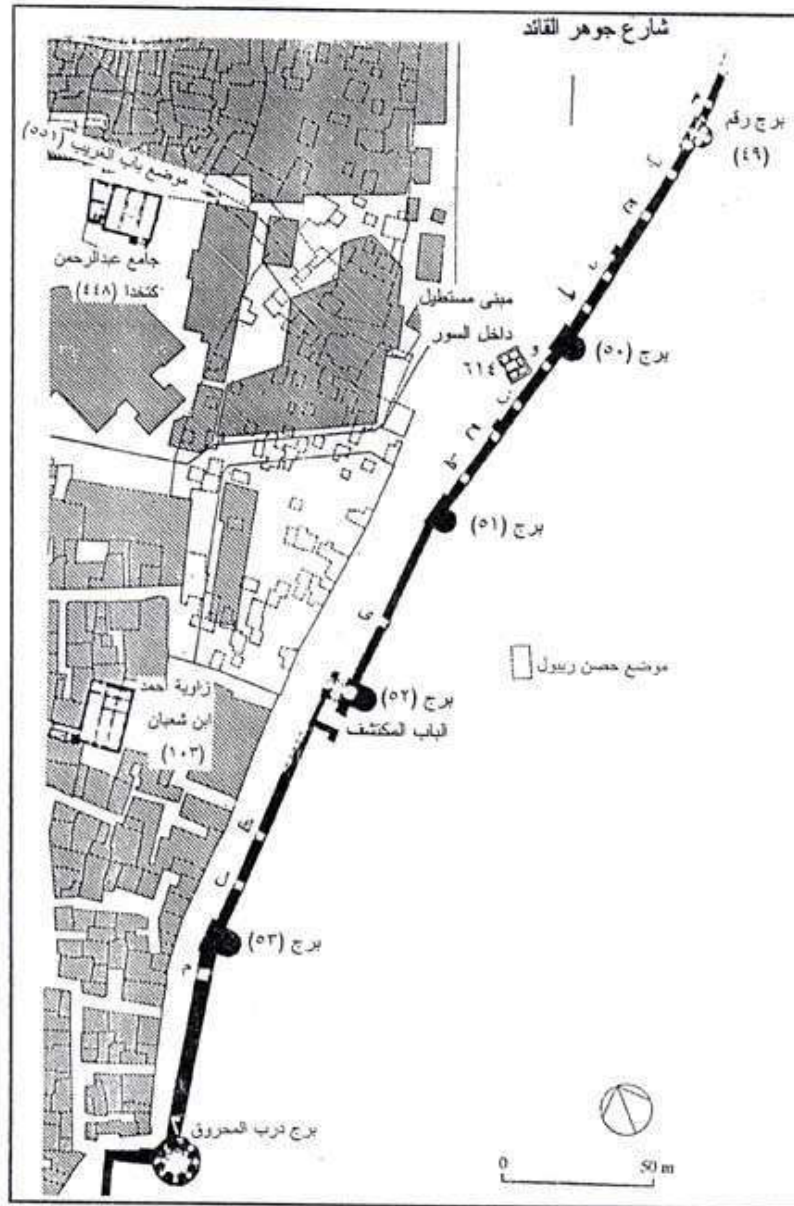 شارع جوهر القائد
برج رقم
(٤٩)
موضع باب الغريب (٥٥١)
جامع عبدالرحمن
كتخدا (٤٤٨)
مبنى مستطيل
داخل السور
و
٦١٤
برج (٥٠)
برج (٥١)
ى
موضع حصن ريبول
برج (٥٢)
الباب المكتشف
زاوية احمد
ابن شعبان
(١٠٣)
ل
برج (٥٣)
م
برج درب المحروق
0 50 m